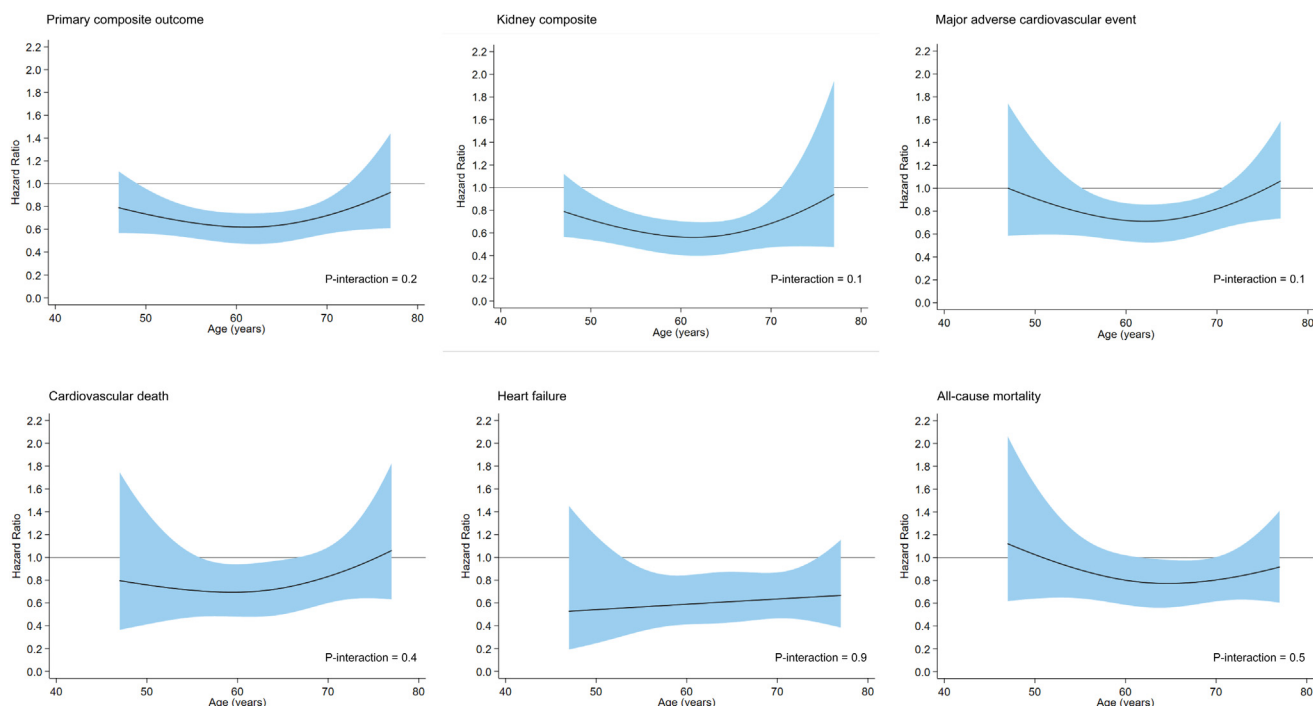 Primary composite outcome
2.2
2.0
1.8
1.6
1.4
1.2
1.0
0.8
0.6
0.4
0.2
0.0
Hazard Ratio
P-interaction = 0.2
40 50 60 70 80
Age (years)
Kidney composite
2.2
2.0
1.8
1.6
1.4
1.2
1.0
0.8
0.6
0.4
0.2
0.0
Hazard Ratio
P-interaction = 0.1
40 50 60 70 80
Age (years)
Major adverse cardiovascular event
2.2
2.0
1.8
1.6
1.4
1.2
1.0
0.8
0.6
0.4
0.2
0.0
Hazard Ratio
P-interaction = 0.1
40 50 60 70 80
Age (years)
Cardiovascular death
2.2
2.0
1.8
1.6
1.4
1.2
1.0
0.8
0.6
0.4
0.2
0.0
Hazard Ratio
P-interaction = 0.4
40 50 60 70 80
Age (years)
Heart failure
2.2
2.0
1.8
1.6
1.4
1.2
1.0
0.8
0.6
0.4
0.2
0.0
Hazard Ratio
P-interaction = 0.9
40 50 60 70 80
Age (years)
All-cause mortality
2.2
2.0
1.8
1.6
1.4
1.2
1.0
0.8
0.6
0.4
0.2
0.0
Hazard Ratio
P-interaction = 0.5
40 50 60 70 80
Age (years)